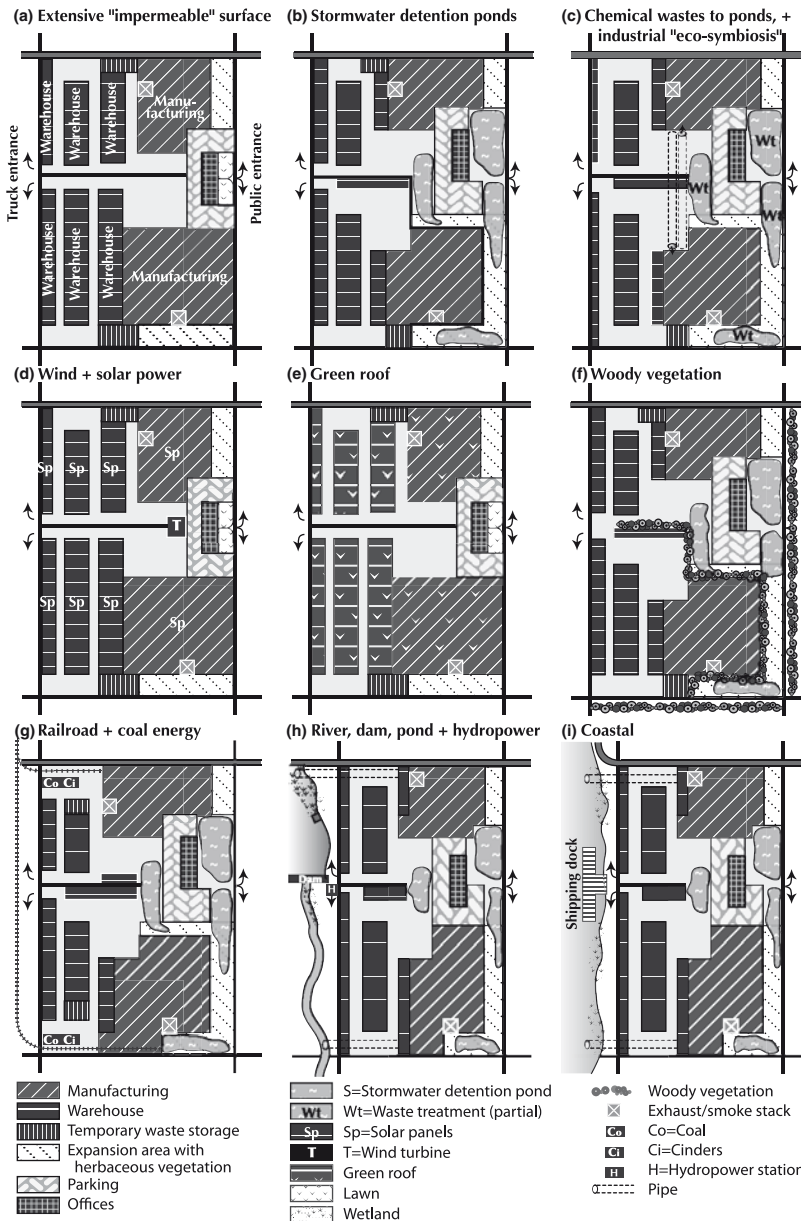 (a) Extensive "impermeable" surface
(b) Stormwater detention ponds
(c) Chemical wastes to ponds, +
industrial "eco-symbiosis"
Truck entrance
Warehouse
Warehouse
Warehouse
Manu-
facturing
Public entrance
Warehouse
Warehouse
Warehouse
Manufacturing
Wt
Wt
Wt
Wt
(d) Wind + solar power
(e) Green roof
(f) Woody vegetation
Sp
Sp
Sp
Sp
T
Sp
Sp
Sp
Sp
(g) Railroad + coal energy
(h) River, dam, pond + hydropower
(i) Coastal
Co Ci
Co Ci
Dam
H
Shipping dock
Manufacturing
Warehouse
Temporary waste storage
Expansion area with
herbaceous vegetation
Parking
Offices
S=Stormwater detention pond
Wt Wt=Waste treatment (partial)
Sp Sp=Solar panels
T T=Wind turbine
Green roof
Lawn
Wetland
Woody vegetation
Exhaust/smoke stack
Co Co=Coal
Ci Ci=Cinders
H H=Hydropower station
Pipe